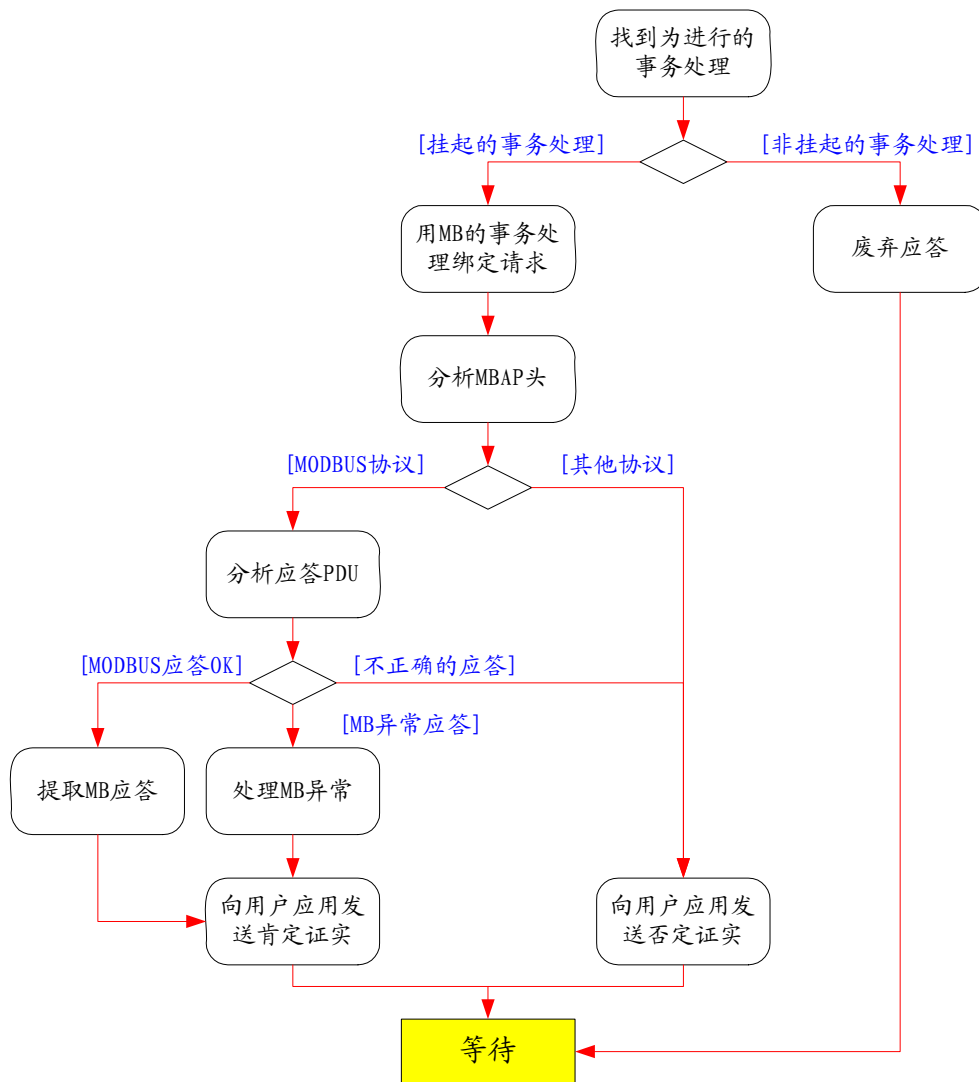 找到为进行的
事务处理
[挂起的事务处理]
[非挂起的事务处理]
用MB的事务处
理绑定请求
废弃应答
分析MBAP头
[MODBUS协议]
[其他协议]
分析应答PDU
[MODBUS应答OK]
[不正确的应答]
[MB异常应答]
提取MB应答
处理MB异常
向用户应用发
送肯定证实
向用户应用发
送否定证实
等待